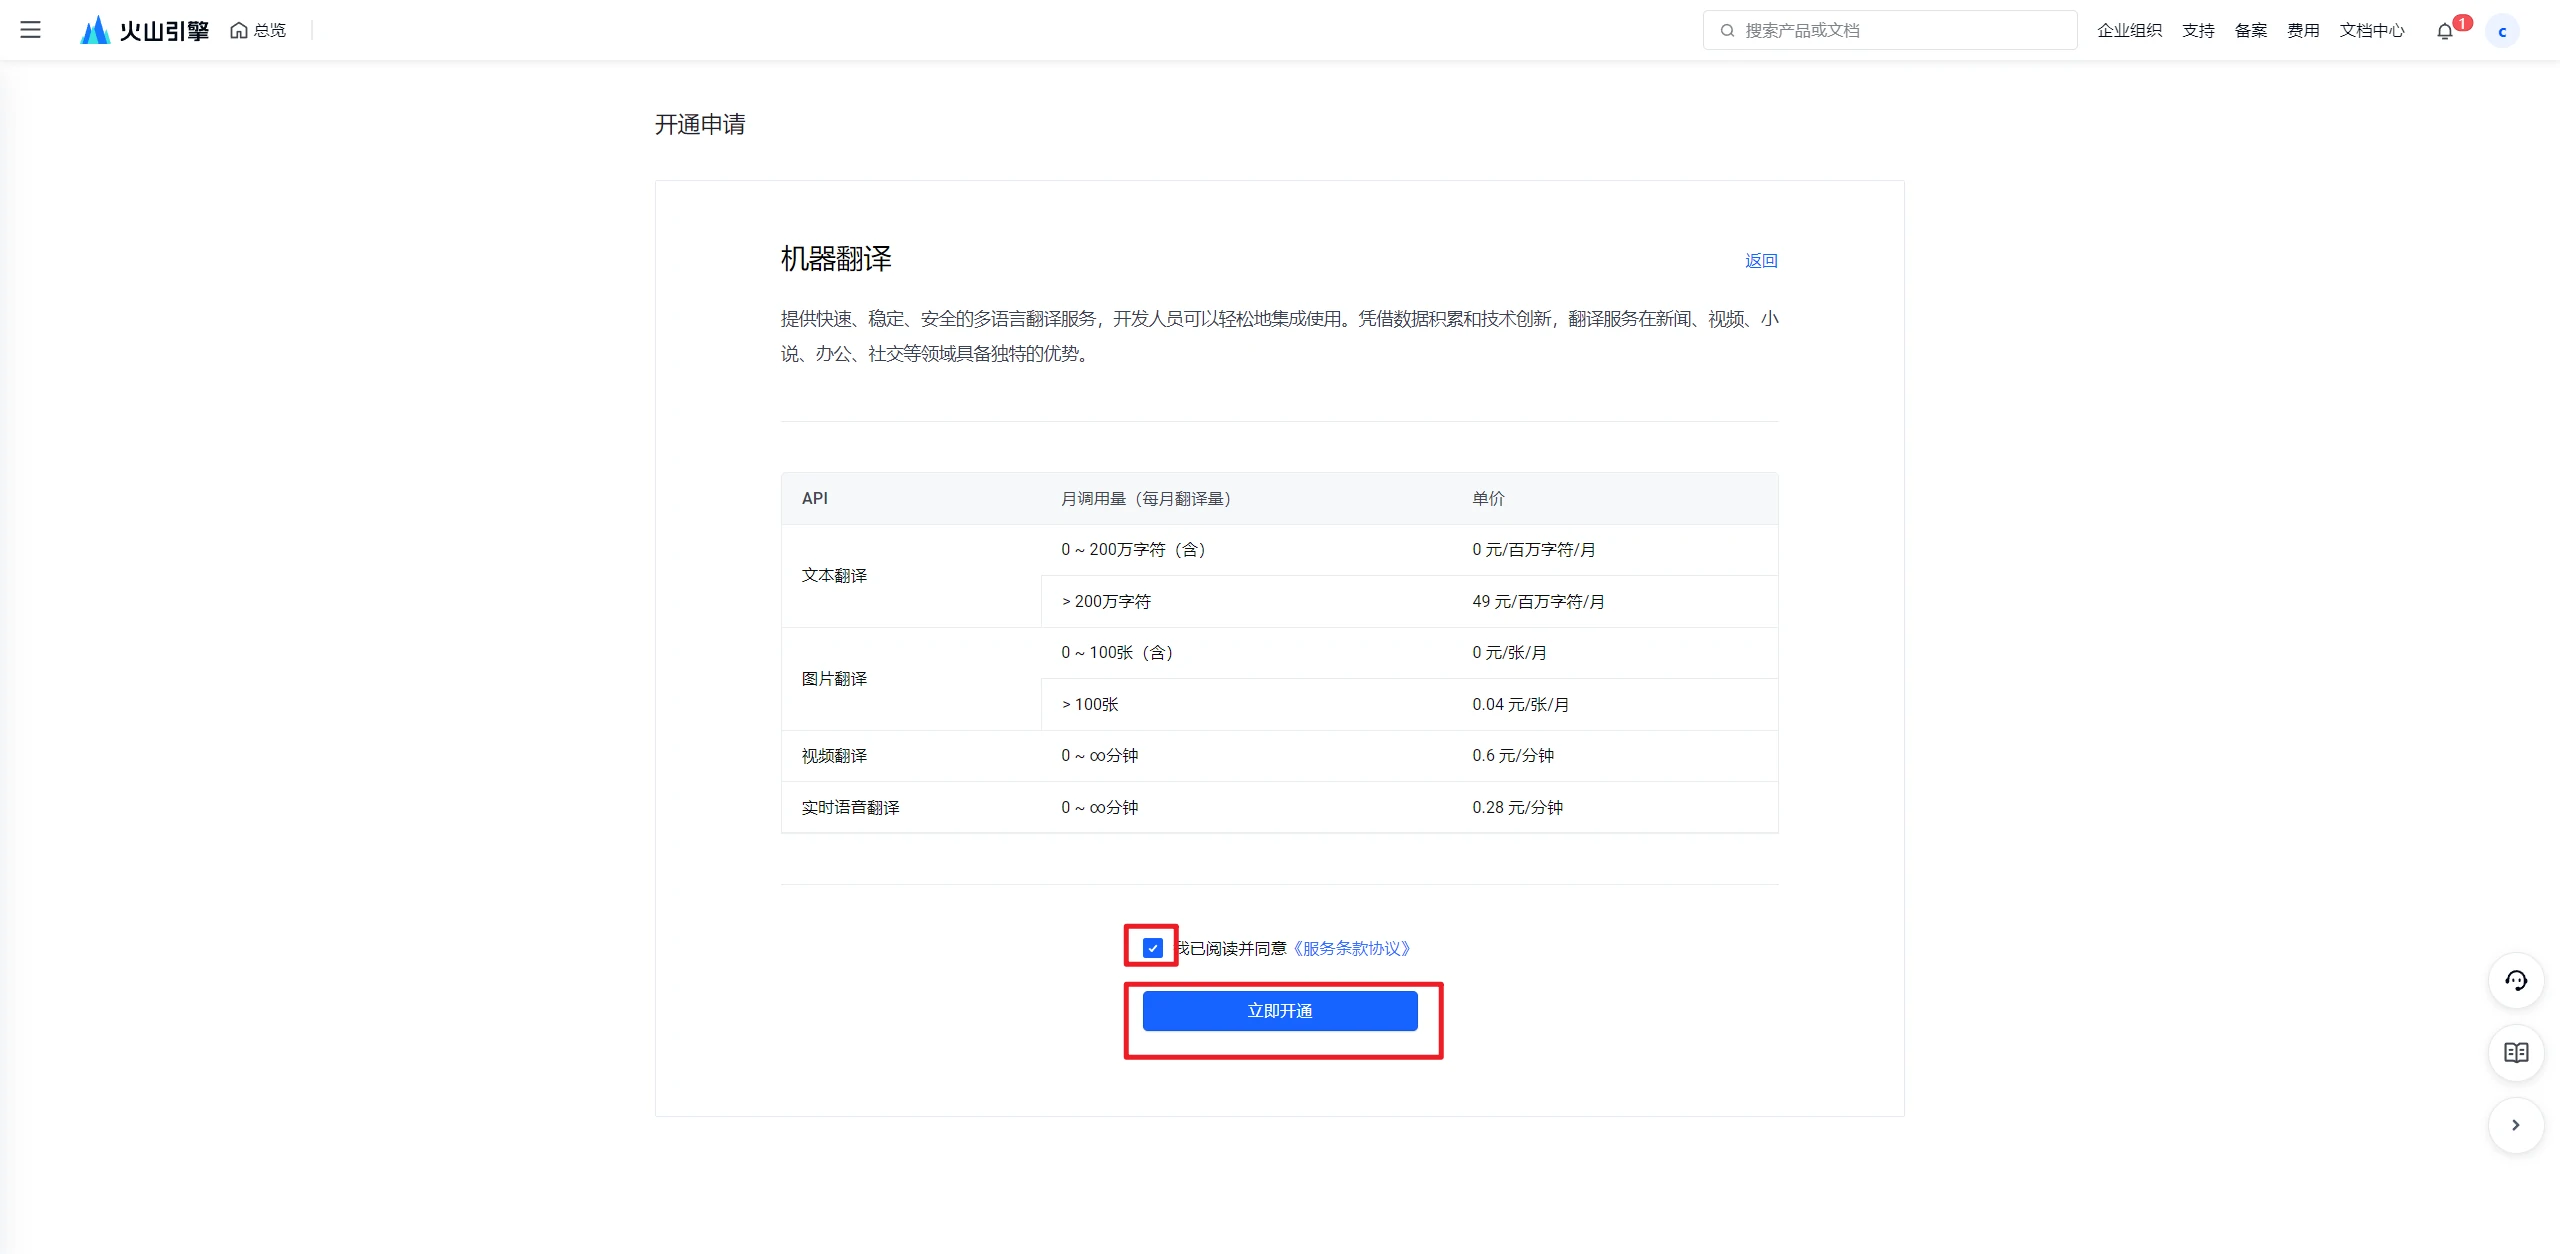 火山引擎 总览 搜索产品或文档 企业组织 支持 备案 费用 文档中心 1 c
开通申请
机器翻译 返回
提供快速、稳定、安全的多语言翻译服务，开发人员可以轻松地集成使用。凭借数据积累和技术创新，翻译服务在新闻、视频、小
说、办公、社交等领域具备独特的优势。
API 月调用量（每月翻译量） 单价
文本翻译 0 ~ 200万字符（含） 0 元/百万字符/月
> 200万字符 49 元/百万字符/月
图片翻译 0 ~ 100张（含） 0 元/张/月
> 100张 0.04 元/张/月
视频翻译 0 ~ ∞分钟 0.6 元/分钟
实时语音翻译 0 ~ ∞分钟 0.28 元/分钟
我已阅读并同意《服务条款协议》
立即开通